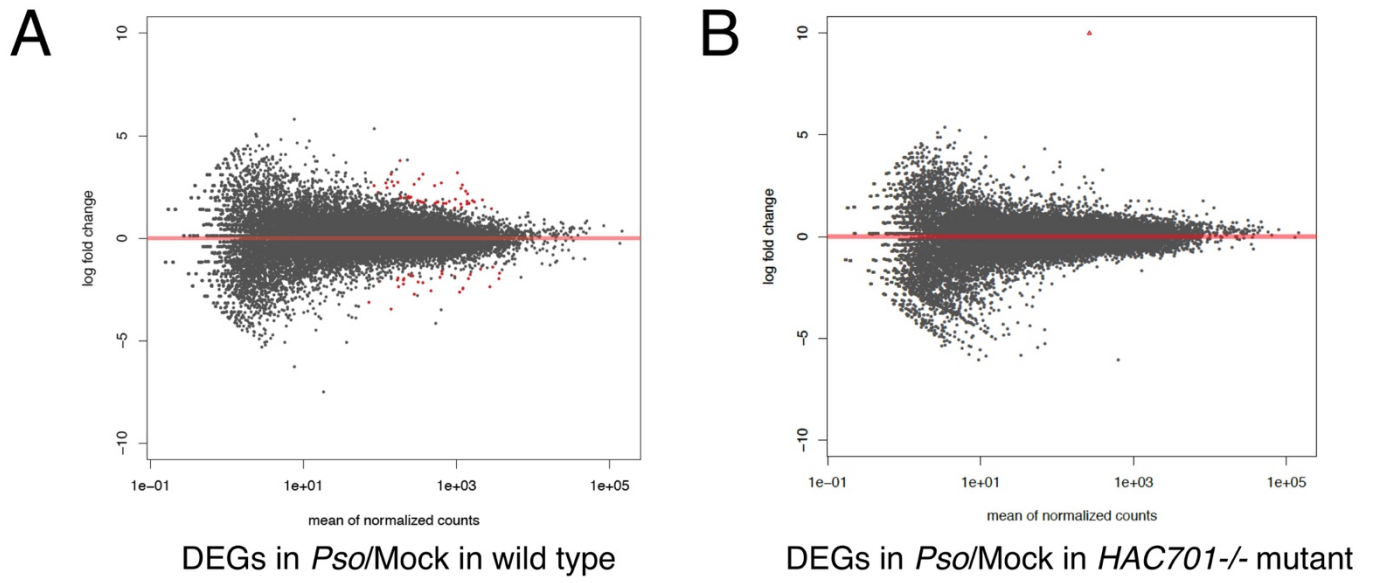 A
10
5
0
−5
−10
log fold change
1e−01
1e+01
1e+03
1e+05
mean of normalized counts
DEGs in Pso/Mock in wild type
B
10
5
0
−5
−10
log fold change
1e−01
1e+01
1e+03
1e+05
mean of normalized counts
DEGs in Pso/Mock in HAC701-/- mutant